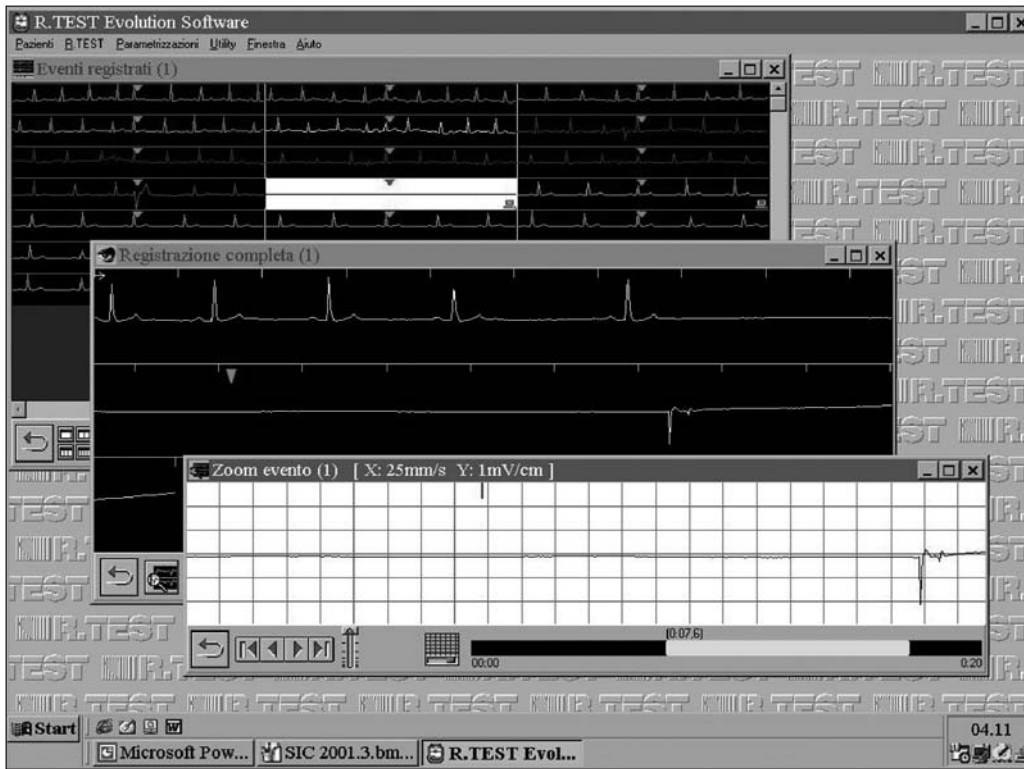 R.TEST Evolution Software
Pazienti R.TEST Parametrizzazioni Utility Finestra Aiuto
Eventi registrati (1)
Registrazione completa (1)
Zoom evento (1) [ X: 25mm/s Y: 1mV/cm ]
(0:07,6)
00:00 0:20
R.TEST
Start
04.11
Microsoft Pow... SIC 2001.3.bm... R.TEST Evol...